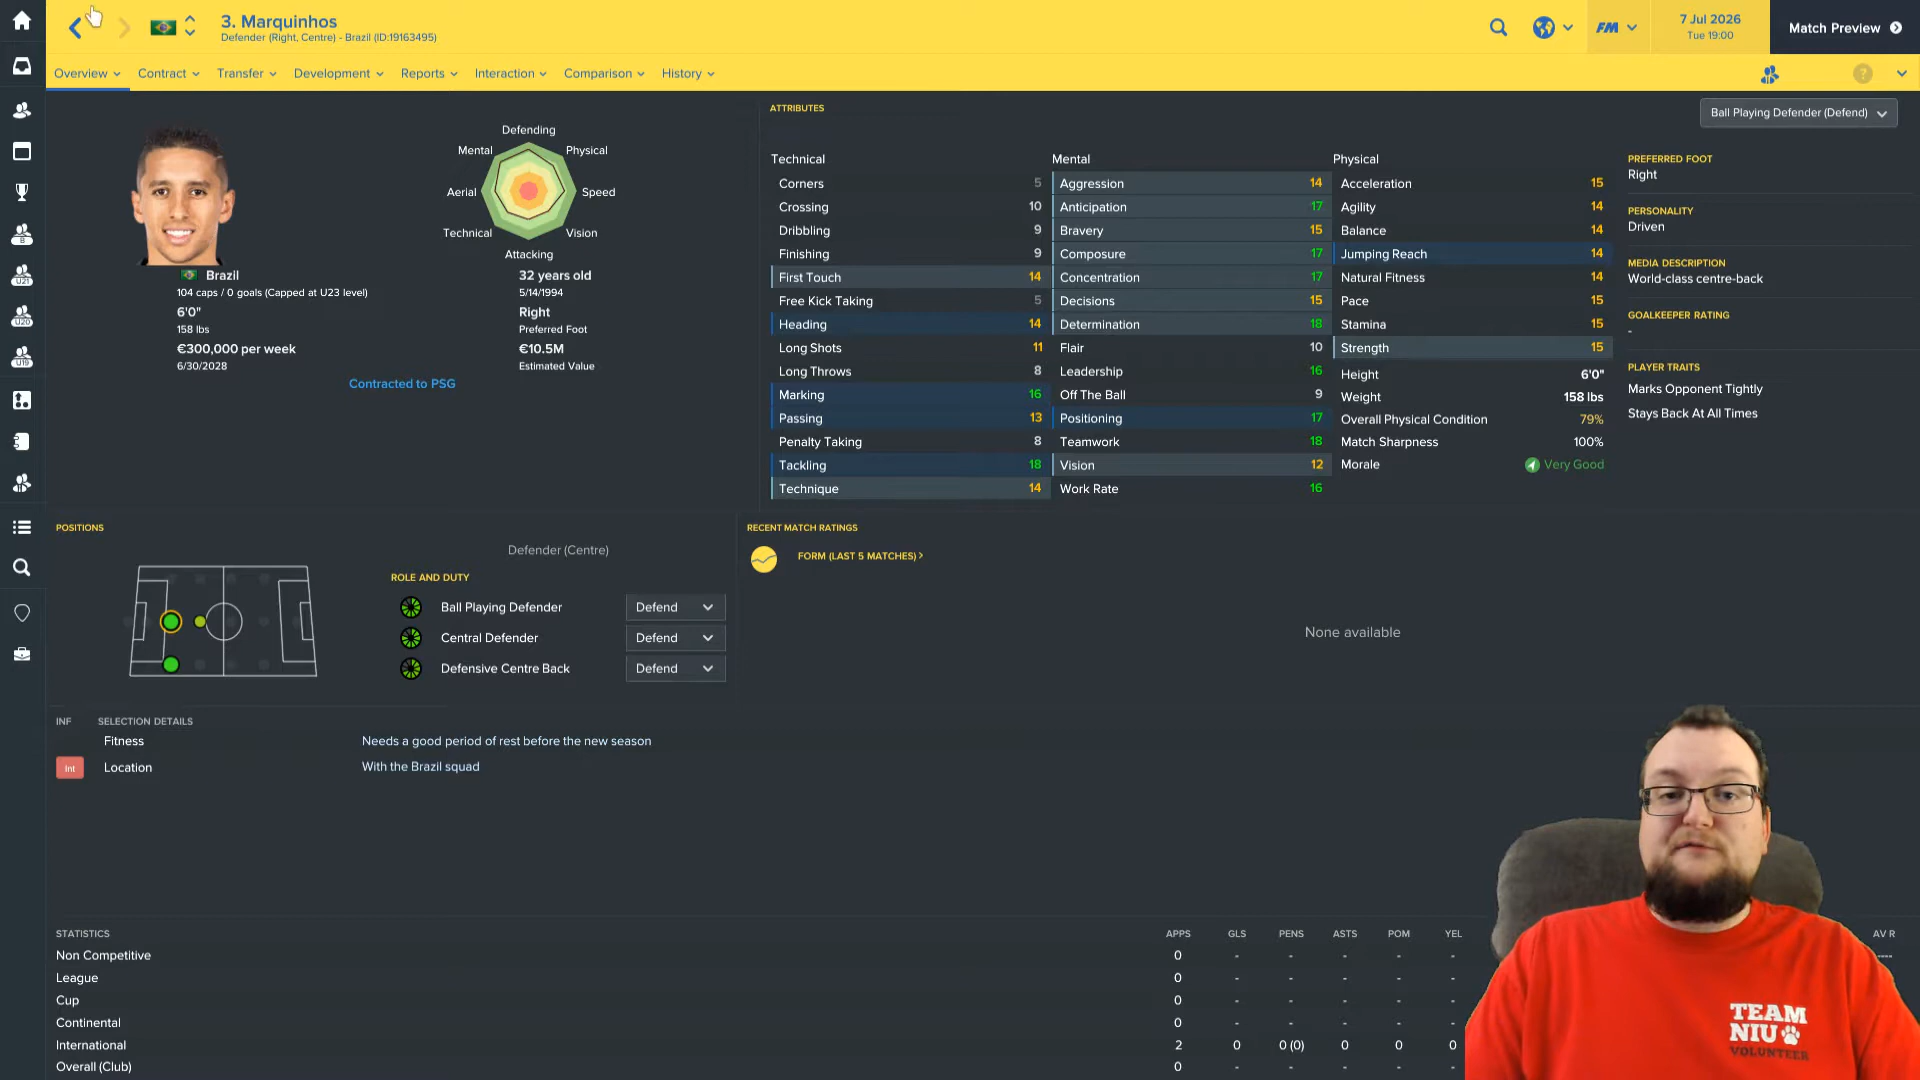 3. Marquinhos
Defender (Right, Centre) - Brazil (ID:19163495)
FM
7 Jul 2026
Tue 19:00
Match Preview
Overview Contract Transfer Development Reports Interaction Comparison History
?
ATTRIBUTES
Ball Playing Defender (Defend)
Defending
Mental Physical
Aerial Speed
Technical Vision
Attacking
Brazil
104 caps / 0 goals (Capped at U23 level)
6'0"
158 lbs
€300,000 per week
6/30/2028
32 years old
5/14/1994
Right
Preferred Foot
€10.5M
Estimated Value
Contracted to PSG
Technical
Corners 5
Crossing 10
Dribbling 9
Finishing 9
First Touch 14
Free Kick Taking 5
Heading 14
Long Shots 11
Long Throws 8
Marking 16
Passing 13
Penalty Taking 8
Tackling 18
Technique 14
Mental
Aggression 14
Anticipation 17
Bravery 15
Composure 17
Concentration 17
Decisions 15
Determination 18
Flair 10
Leadership 16
Off The Ball 9
Positioning 17
Teamwork 18
Vision 12
Work Rate 16
Physical
Acceleration 15
Agility 14
Balance 14
Jumping Reach 14
Natural Fitness 14
Pace 15
Stamina 15
Strength 15
Height 6'0"
Weight 158 lbs
Overall Physical Condition 79%
Match Sharpness 100%
Morale Very Good
PREFERRED FOOT
Right
PERSONALITY
Driven
MEDIA DESCRIPTION
World-class centre-back
GOALKEEPER RATING
-
PLAYER TRAITS
Marks Opponent Tightly
Stays Back At All Times
B
U21
U20
U19
POSITIONS
Defender (Centre)
ROLE AND DUTY
Ball Playing Defender Defend
Central Defender Defend
Defensive Centre Back Defend
RECENT MATCH RATINGS
FORM (LAST 5 MATCHES) >
None available
INF SELECTION DETAILS
Fitness Needs a good period of rest before the new season
Int Location With the Brazil squad
STATISTICS APPS GLS PENS ASTS POM YEL AV R
Non Competitive 0 - - - - - ----
League 0 - - - - -
Cup 0 - - - - -
Continental 0 - - - - -
International 2 0 0 (0) 0 0 0
Overall (Club) 0 - - - - -
TEAM
NIU
VOLUNTEER